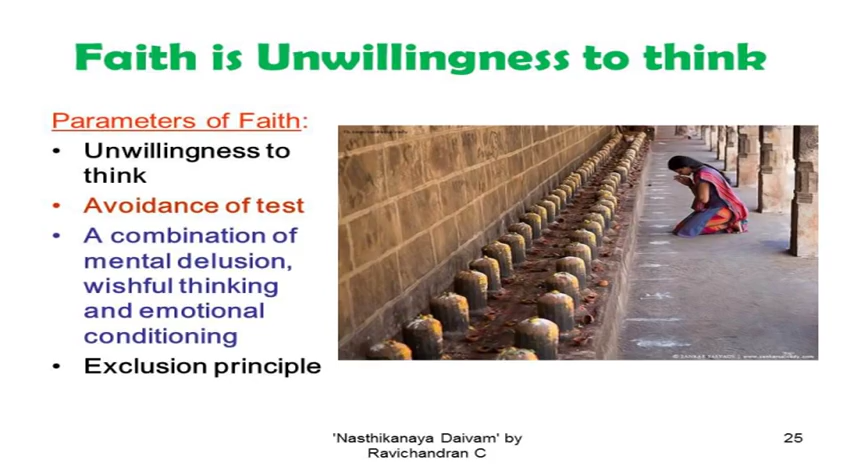 Faith is Unwillingness to think
Parameters of Faith:
• Unwillingness to
think
• Avoidance of test
• A combination of
mental delusion,
wishful thinking
and emotional
conditioning
• Exclusion principle
'Nasthikanaya Daivam' by
Ravichandran C
25